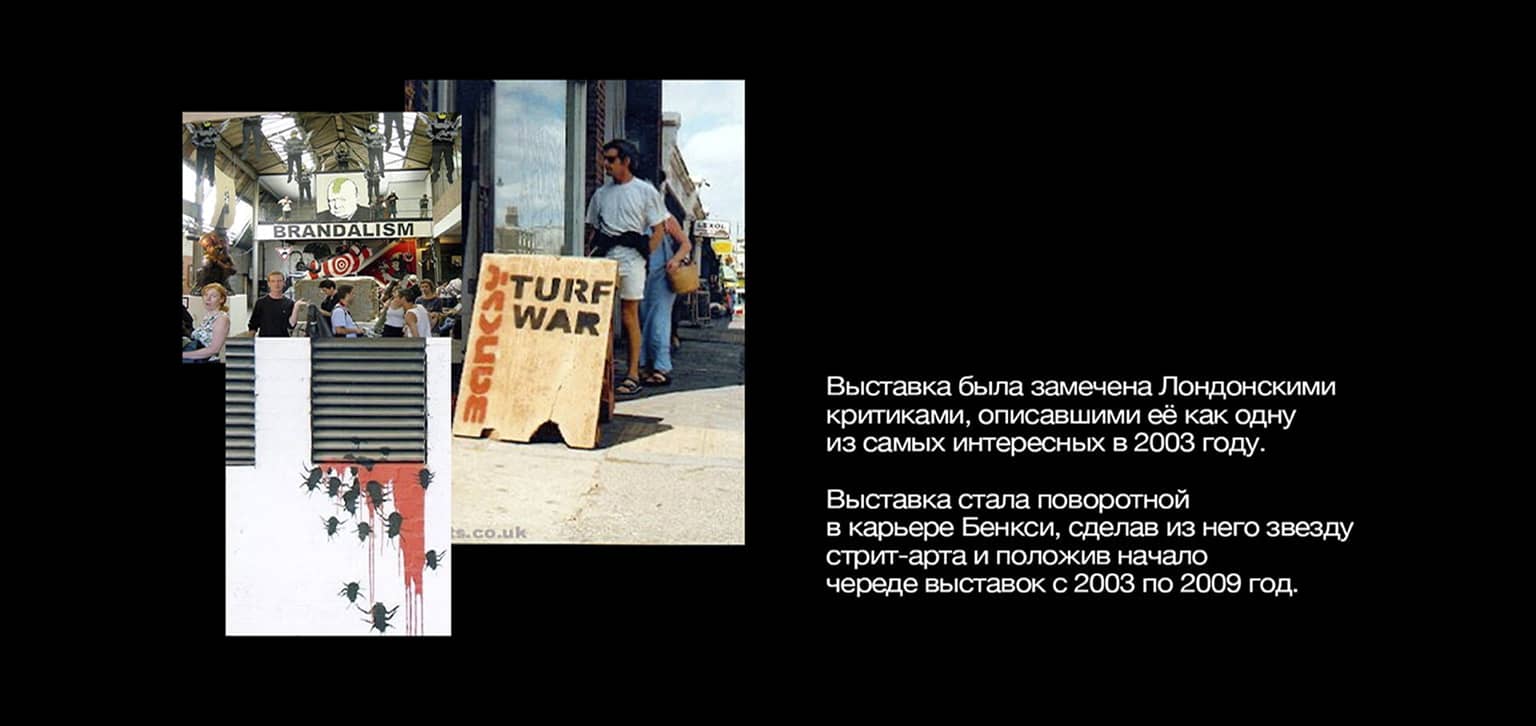 BRANDALISM
BANKSY
TURF
WAR
ts.co.uk
Выставка была замечена Лондонскими
критиками, описавшими её как одну
из самых интересных в 2003 году.
Выставка стала поворотной
в карьере Бенкси, сделав из него звезду
стрит-арта и положив начало
череде выставок с 2003 по 2009 год.